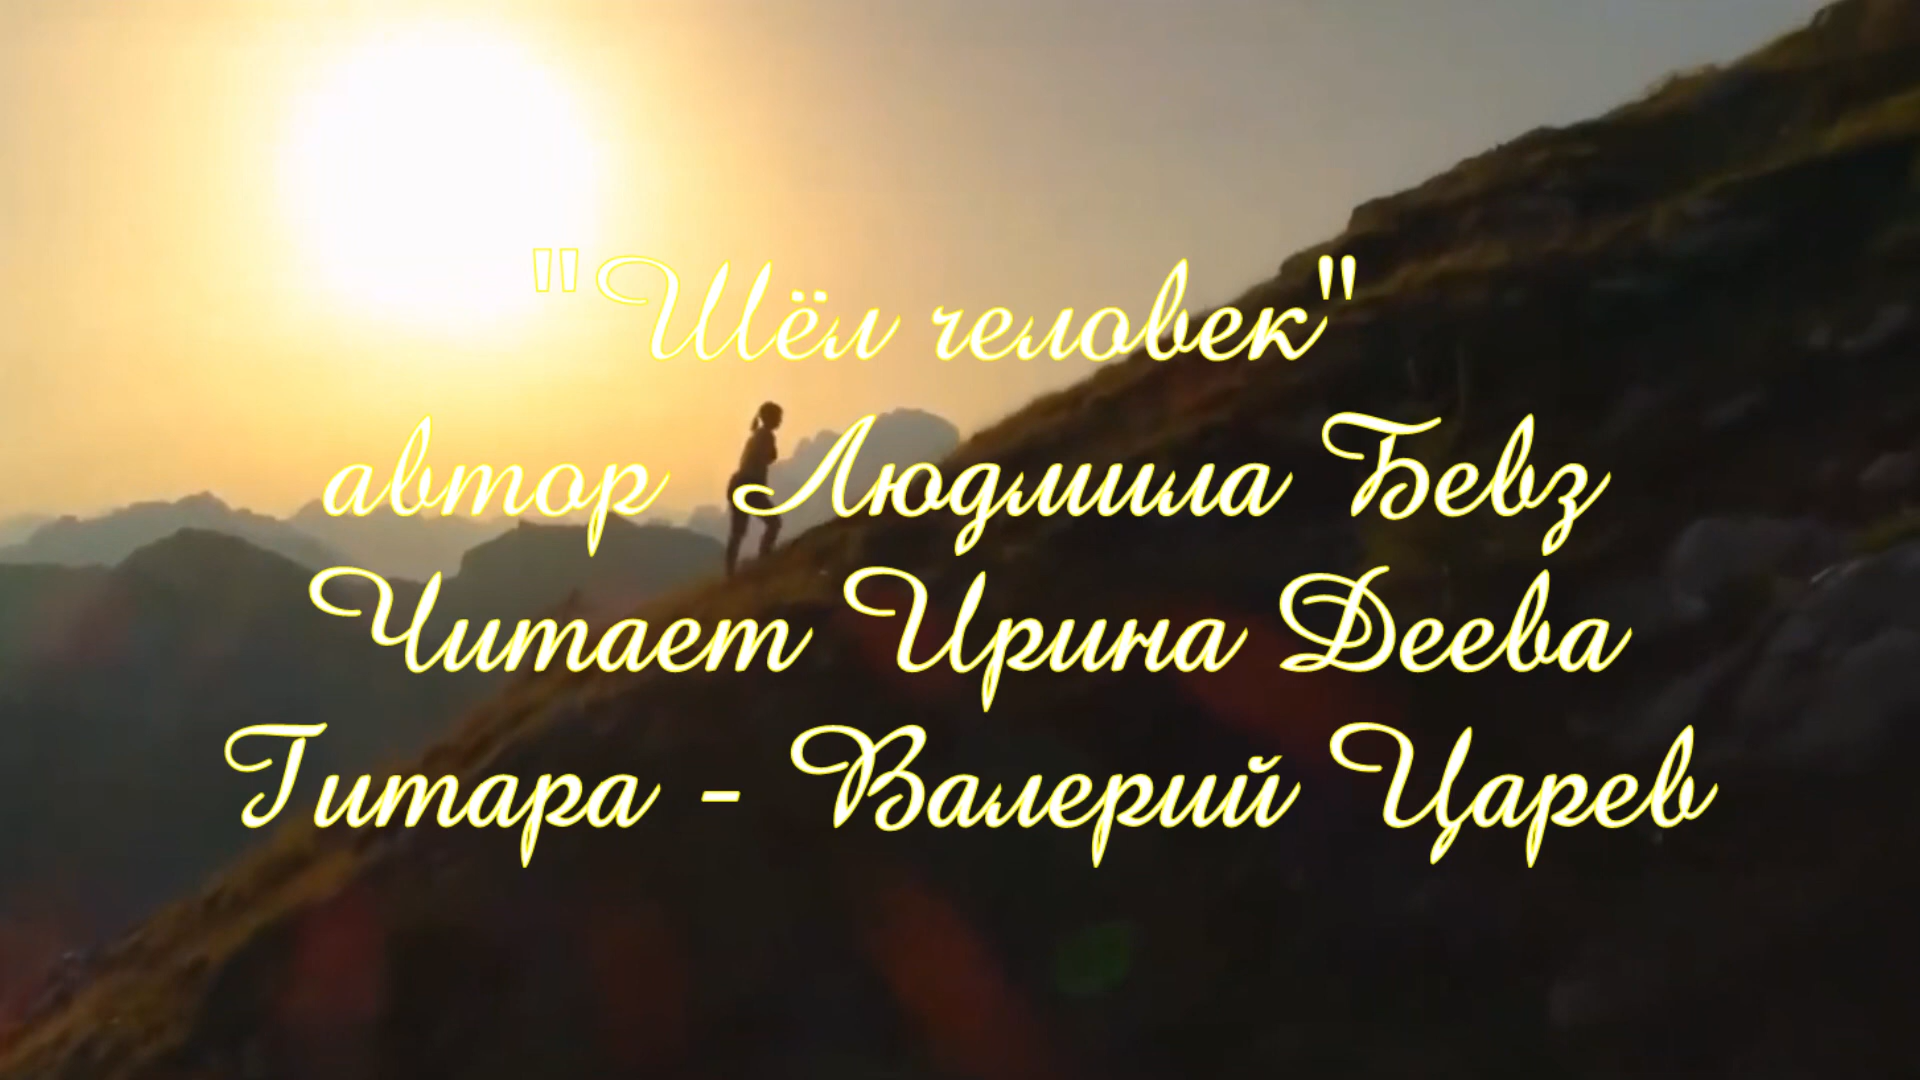 "Шёл человек"
автор Людмила Бевз
Читает Ирина Деева
Гитара - Валерий Царев